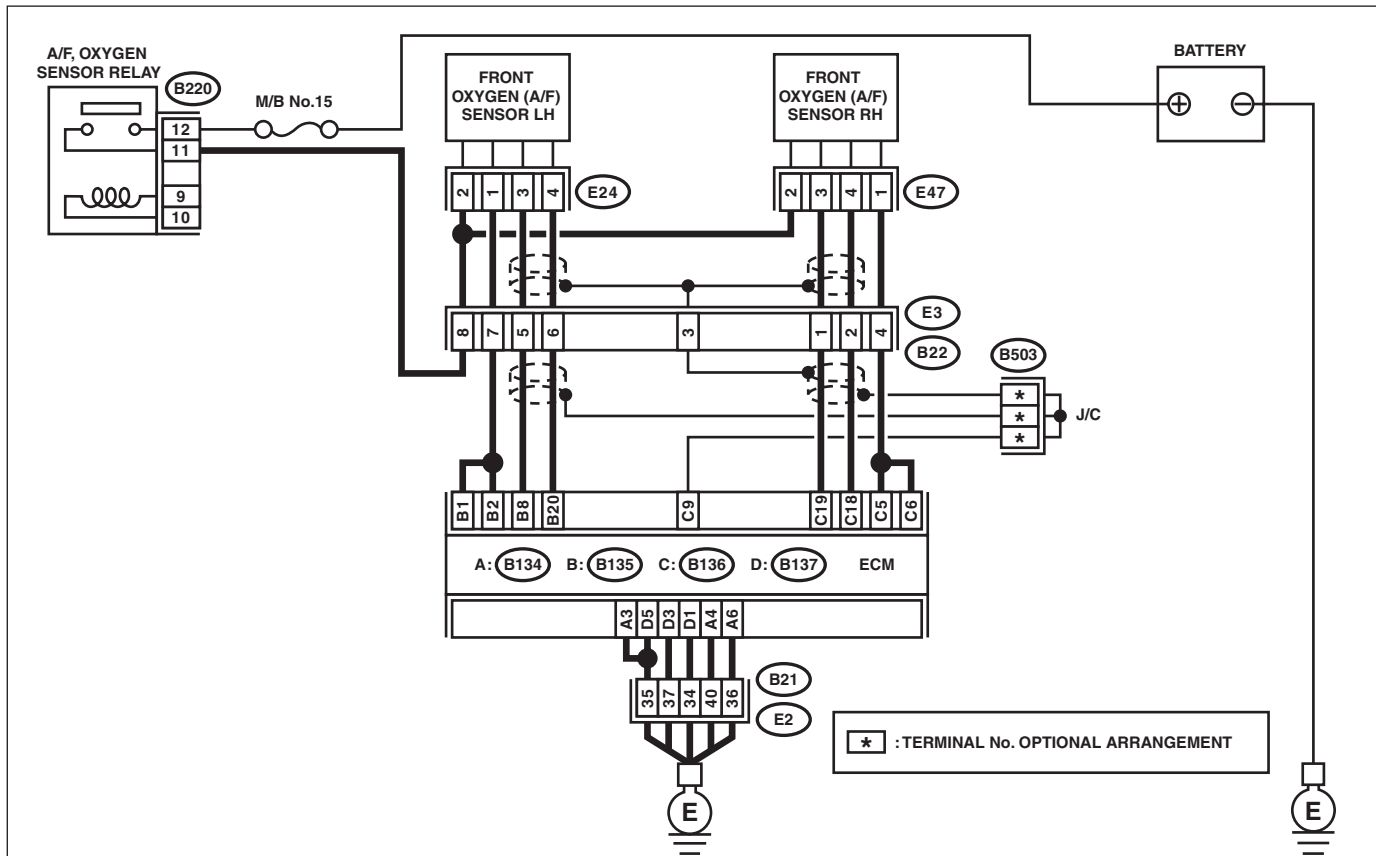 A/F, OXYGEN
SENSOR RELAY
B220
M/B No.15
12
11
9
10
FRONT
OXYGEN (A/F)
SENSOR LH
FRONT
OXYGEN (A/F)
SENSOR RH
BATTERY
2 1 3 4
E24
2 3 4 1
E47
8 7 5 6 3 1 2 4
E3
B22
B503
*
*
*
J/C
B1 B2 B8 B20 C9 C19 C18 C5 C6
A: B134 B: B135 C: B136 D: B137 ECM
A3 D5 D3 D1 A4 A6
35 37 34 40 36
B21
E2
* : TERMINAL No. OPTIONAL ARRANGEMENT
E
E